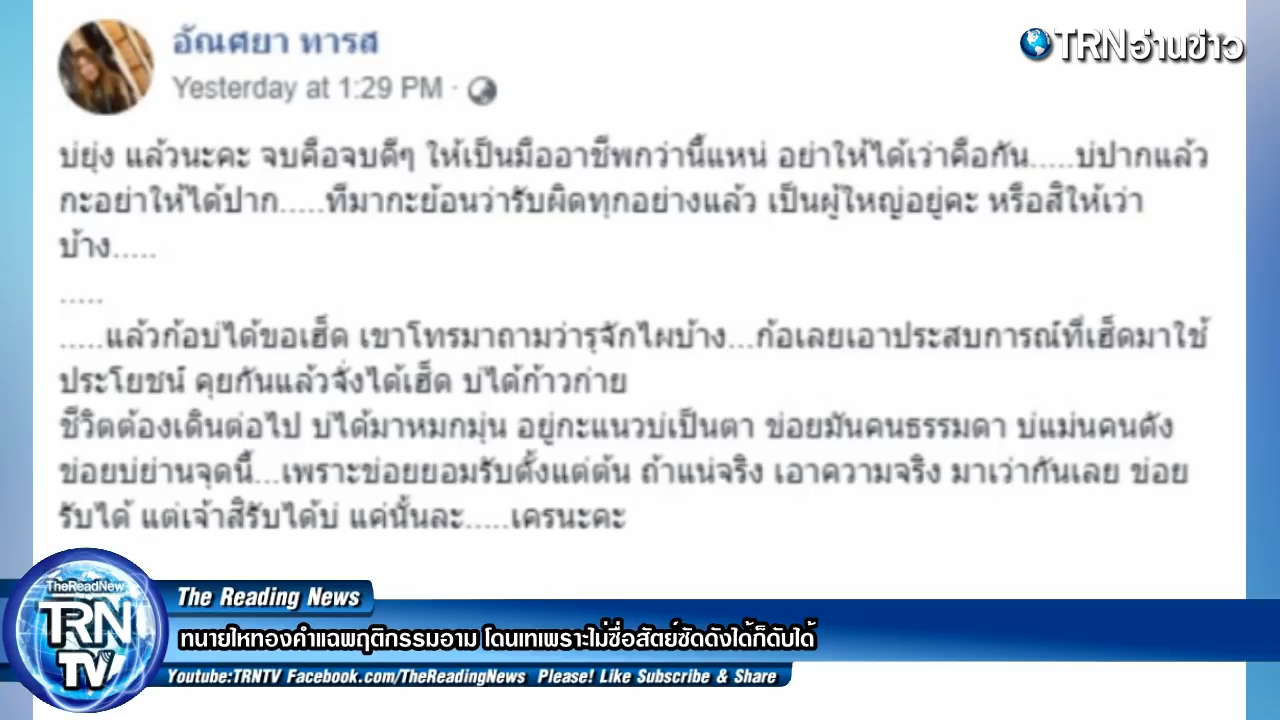 TRNอ่านข่าว
อัณศยา ทารส
Yesterday at 1:29 PM ·
บ่ยุ่ง แล้วนะคะ จบคือจบดีๆ ให้เป็นมืออาชีพกว่านี้แหน่ อย่าให้ได้เว่าคือกัน.....บ่ปากแล้ว
กะอย่าให้ได้ปาก.....ที่มากะย้อนว่ารับผิดทุกอย่างแล้ว เป็นผู้ใหญ่อยู่คะ หรือสิให้เว่า
บ้าง.....
.....
.....แล้วก้อบ่ได้ขอเฮ็ด เขาโทรมาถามว่ารุจักไผบ้าง...ก้อเลยเอาประสบการณ์ที่เฮ็ดมาใช้
ประโยชน์ คุยกันแล้วจั่งได้เฮ็ด บ่ได้ก้าวก่าย
ชีวิตต้องเดินต่อไป บ่ได้มาหมกมุ่น อยู่กะแนวบ่เป็นตา ข่อยมันคนธรรมดา บ่แม่นคนดัง
ข่อยบ่ย่านจุดนี้...เพราะข่อยยอมรับตั้งแต่ต้น ถ้าแน่จริง เอาความจริง มาเว่ากันเลย ข่อย
รับได้ แต่เจ้าสิรับได้บ่ แค่นั้นละ.....เครนะคะ
TheReadNew
TRN
TV
The Reading News
ทนายไหทองคำแฉพฤติกรรมอาม โดนเทเพราะไม่ซื่อสัตย์ซัดดังได้ก็ดับได้
Youtube:TRNTV Facebook.com/TheReadingNews Please! Like Subscribe & Share